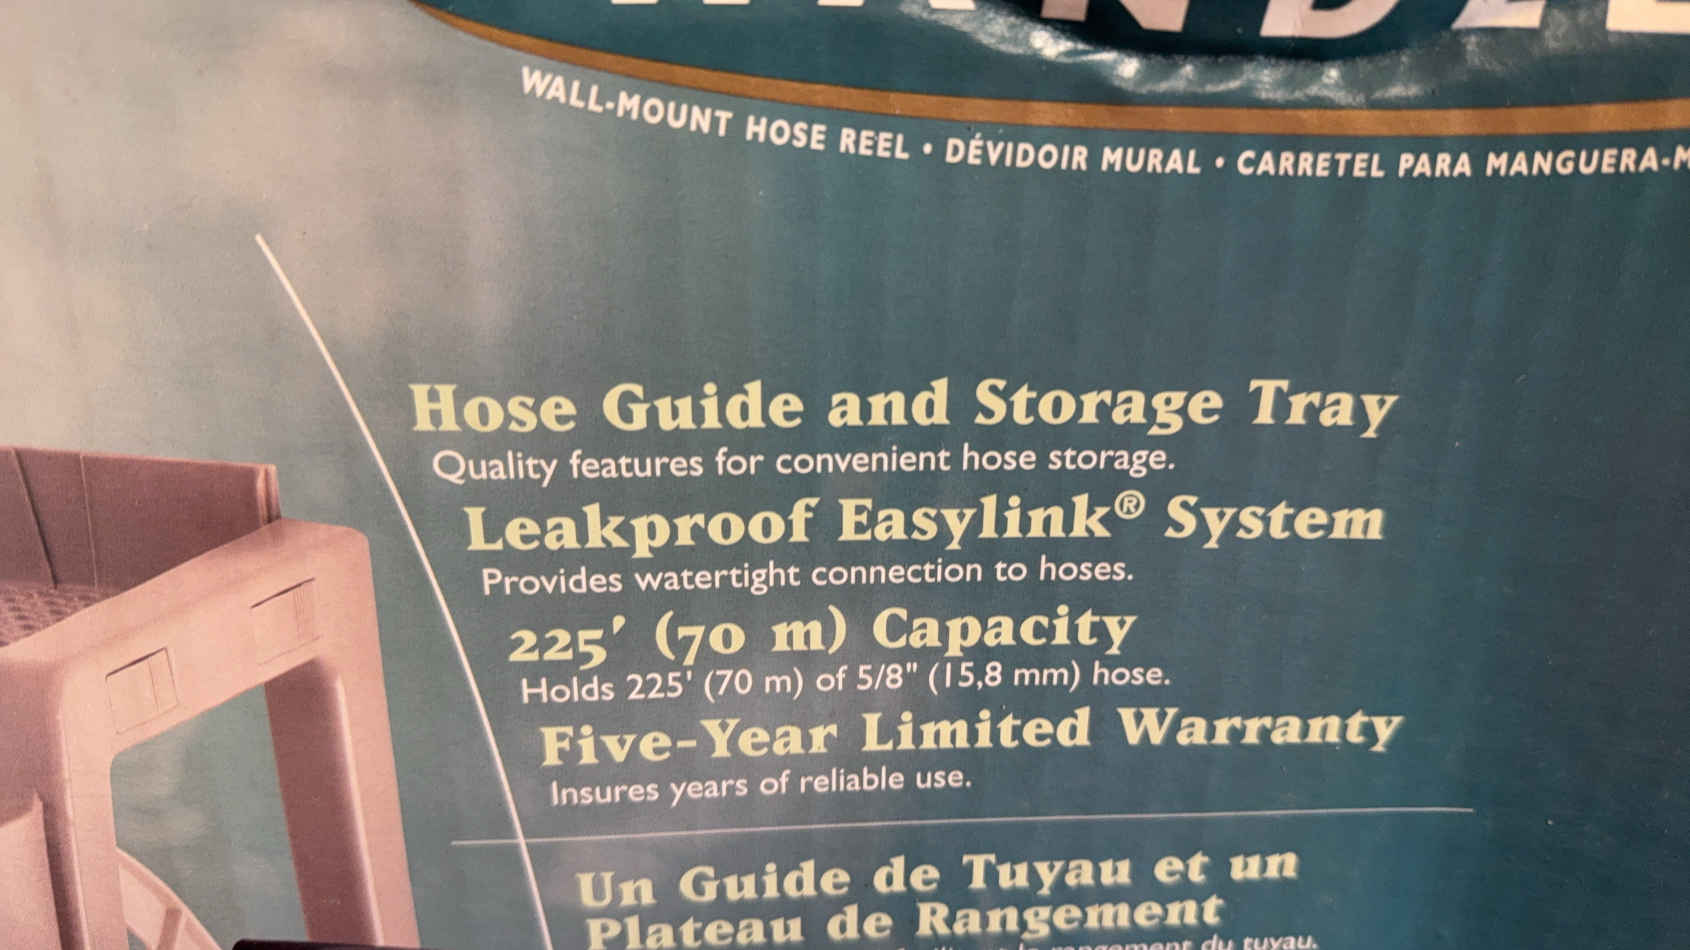 WALL-MOUNT HOSE REEL • DÉVIDOIR MURAL • CARRETEL PARA MANGUERA-M
Hose Guide and Storage Tray
Quality features for convenient hose storage.
Leakproof Easylink® System
Provides watertight connection to hoses.
225' (70 m) Capacity
Holds 225' (70 m) of 5/8" (15,8 mm) hose.
Five-Year Limited Warranty
Insures years of reliable use.
Un Guide de Tuyau et un
Plateau de Rangement
du tuyau.